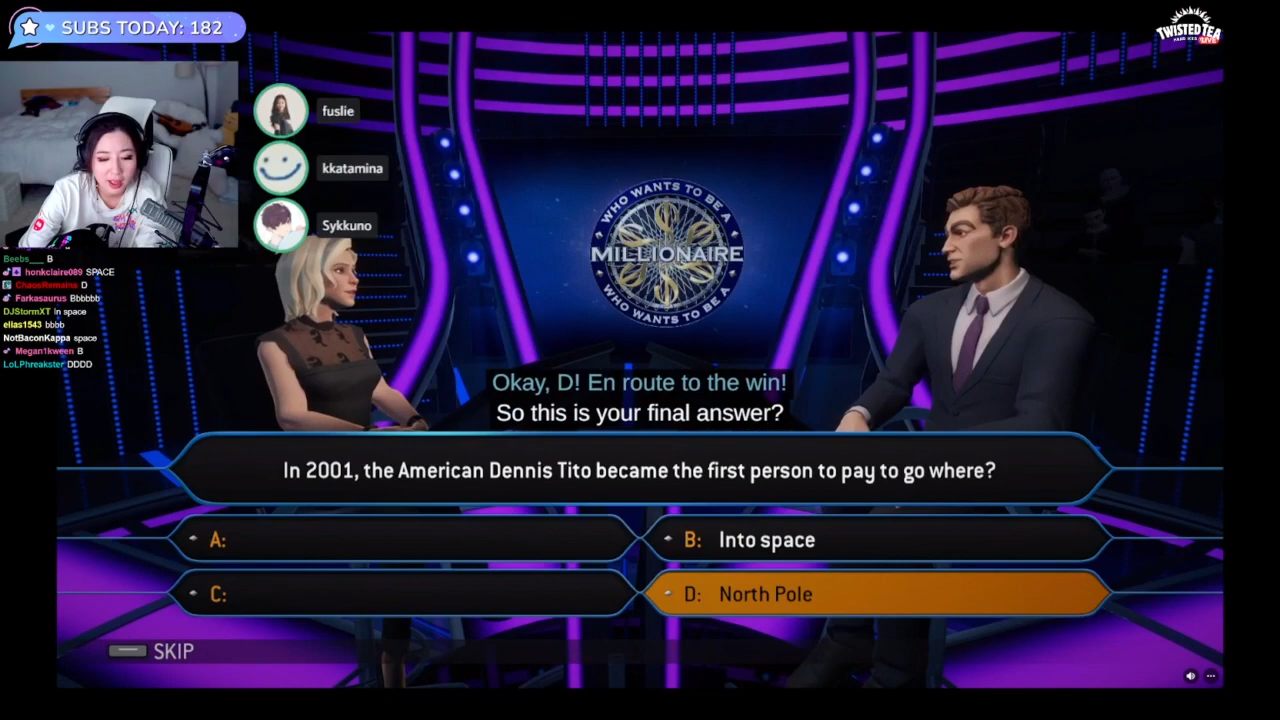 SUBS TODAY: 182
TWISTED TEA
LIVE
fuslie
kkatamina
Sykkuno
Beebs___ B
honkclaire089 SPACE
ChaosRemains D
Farkasaurus Bbbbbb
DJStormXT In space
elias1543 bbbb
NotBaconKappa space
Megan1kween B
LoLPhreakster DDDD
WHO WANTS TO BE A
MILLIONAIRE
WHO WANTS TO BE A
Okay, D! En route to the win!
So this is your final answer?
In 2001, the American Dennis Tito became the first person to pay to go where?
A:
B: Into space
C:
D: North Pole
SKIP